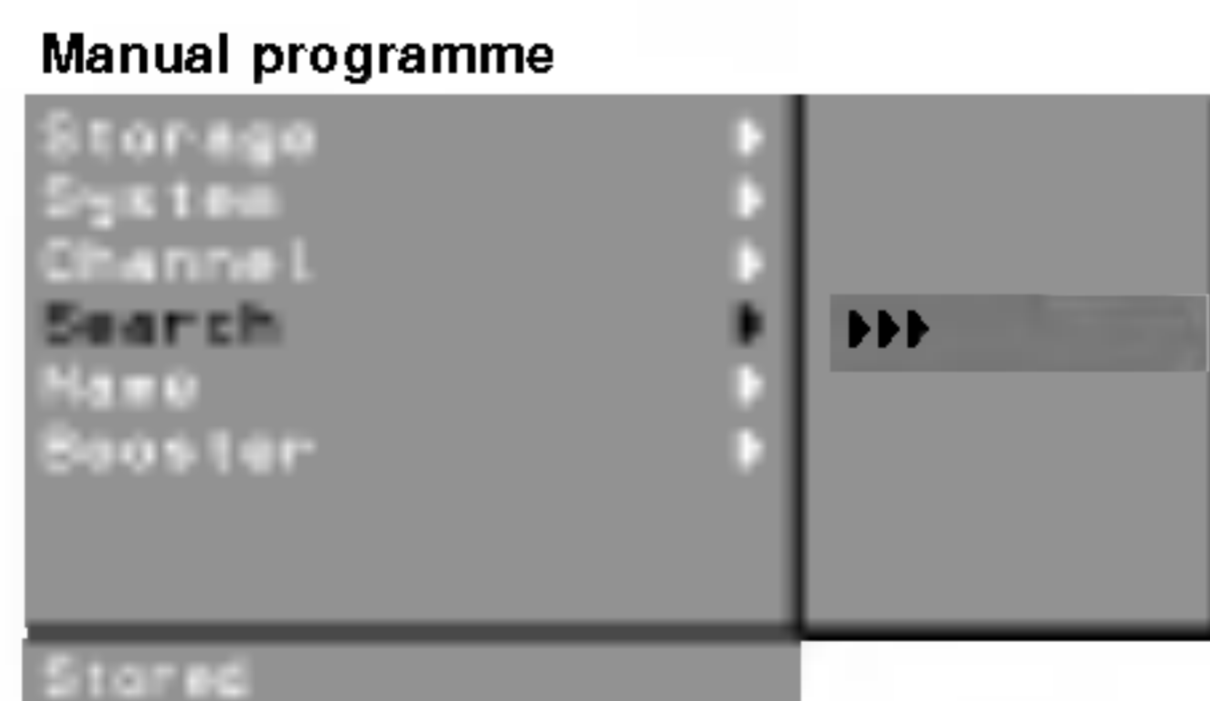 Manual programme
Storage
System
Channel
Search
Name
Booster
Stored